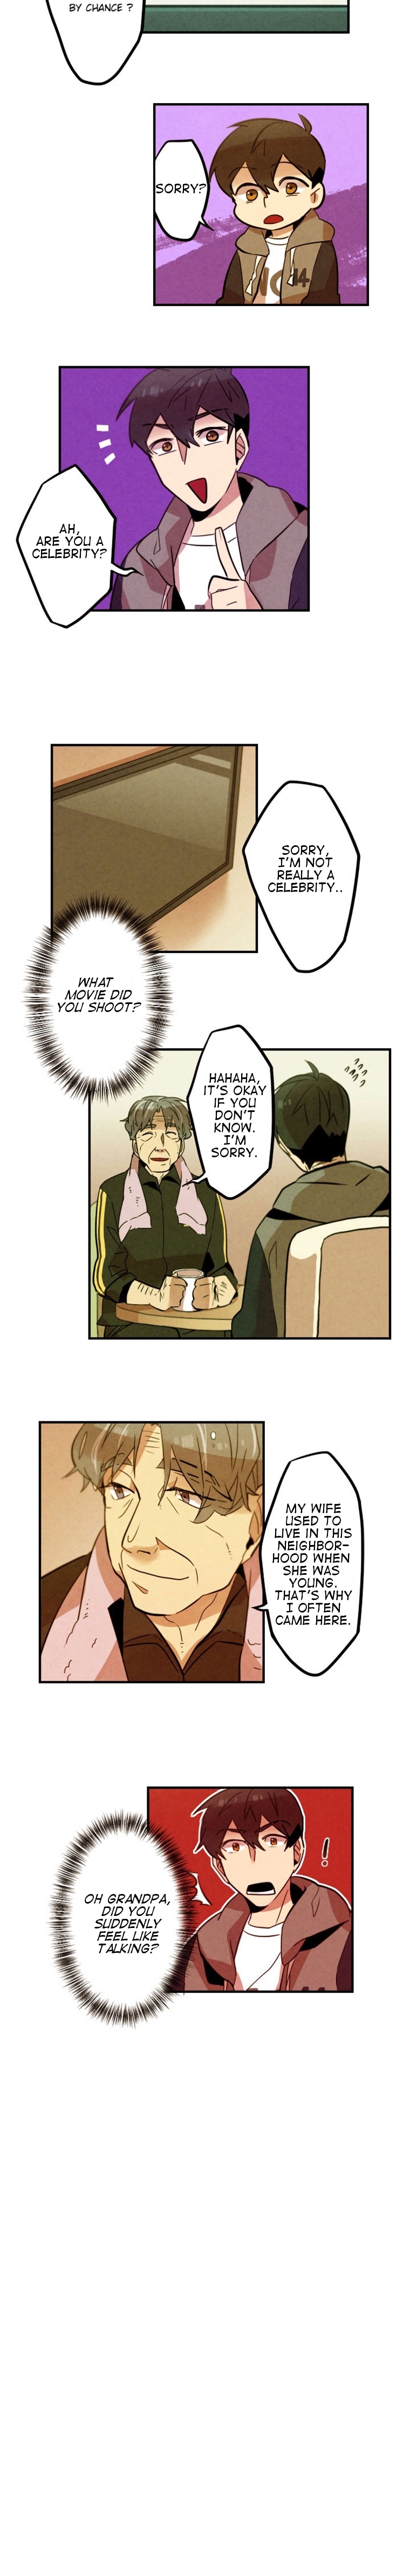 BY CHANCE ?
SORRY?
14
AH,
ARE YOU A
CELEBRITY?
SORRY,
I'M NOT
REALLY A
CELEBRITY..
WHAT
MOVIE DID
YOU SHOOT?
HAHAHA,
IT'S OKAY
IF YOU
DON'T
KNOW.
I'M
SORRY.
MY WIFE
USED TO
LIVE IN THIS
NEIGHBOR-
HOOD WHEN
SHE WAS
YOUNG.
THAT'S WHY
I OFTEN
CAME HERE.
!
OH GRANDPA,
DID YOU
SUDDENLY
FEEL LIKE
TALKING?